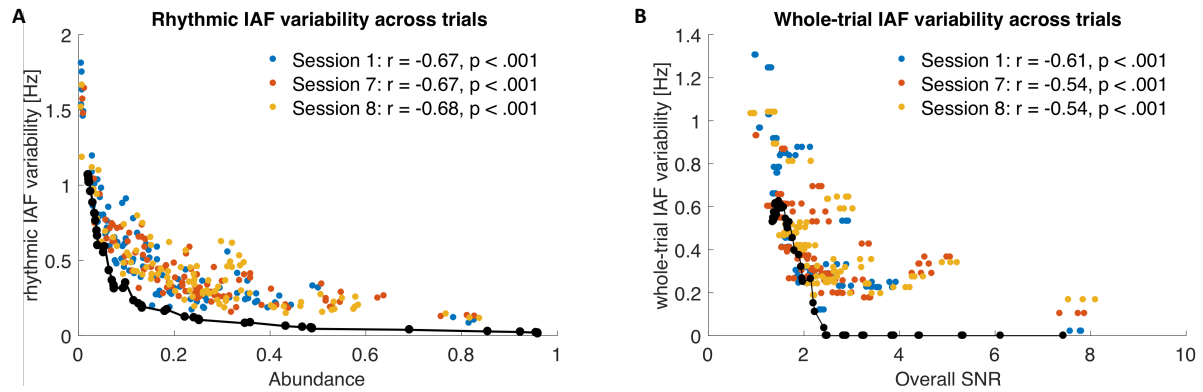 A
Rhythmic IAF variability across trials
2
1.5
1
0.5
0
rhythmic IAF variability [Hz]
Session 1: r = -0.67, p < .001
Session 7: r = -0.67, p < .001
Session 8: r = -0.68, p < .001
0 0.2 0.4 0.6 0.8 1
Abundance
B
Whole-trial IAF variability across trials
1.4
1.2
1
0.8
0.6
0.4
0.2
0
whole-trial IAF variability [Hz]
Session 1: r = -0.61, p < .001
Session 7: r = -0.54, p < .001
Session 8: r = -0.54, p < .001
0 2 4 6 8 10
Overall SNR